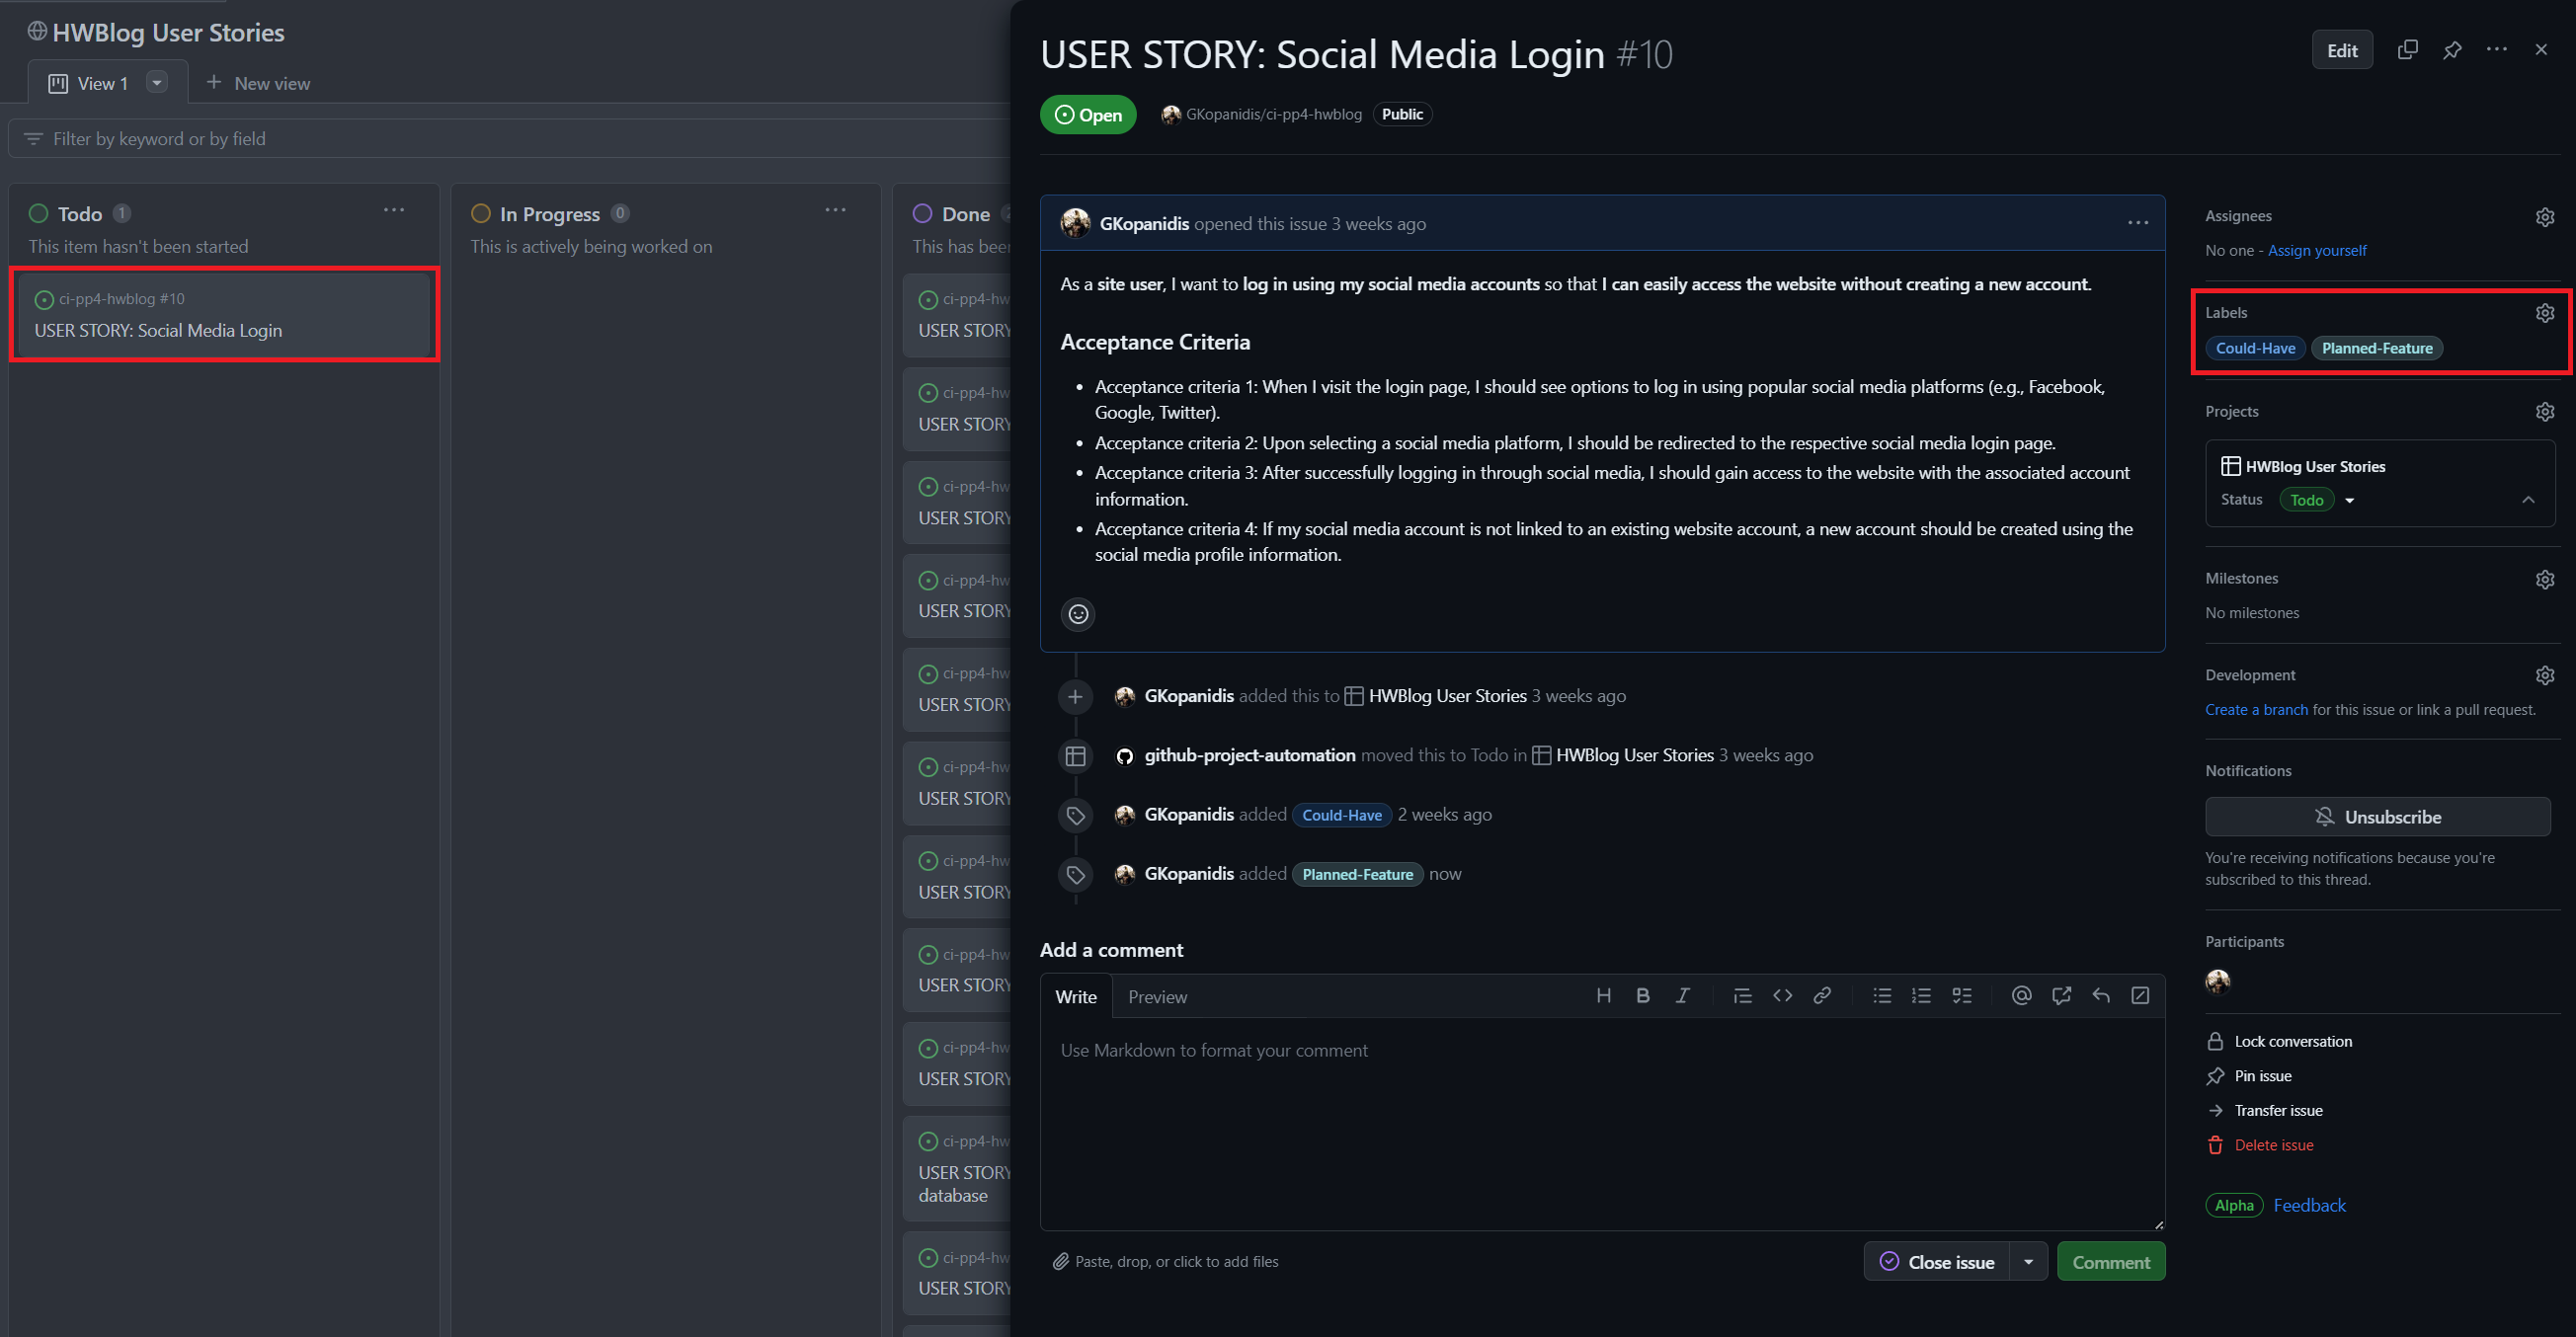 HWBlog User Stories
View 1
New view
Filter by keyword or by field
Todo 1
This item hasn't been started
ci-pp4-hwblog #10
USER STORY: Social Media Login
In Progress 0
This is actively being worked on
Done
This has been
ci-pp4-hw
USER STORY
ci-pp4-hw
USER STORY
ci-pp4-hw
USER STORY
ci-pp4-hw
USER STORY
ci-pp4-hw
USER STORY
ci-pp4-hw
USER STORY
ci-pp4-hw
USER STORY
ci-pp4-hw
USER STORY
ci-pp4-hw
USER STORY
ci-pp4-hw
USER STORY
database
ci-pp4-hw
USER STORY
USER STORY: Social Media Login #10
Edit
Open
GKopanidis/ci-pp4-hwblog Public
GKopanidis opened this issue 3 weeks ago
As a site user, I want to log in using my social media accounts so that I can easily access the website without creating a new account.
Acceptance Criteria
• Acceptance criteria 1: When I visit the login page, I should see options to log in using popular social media platforms (e.g., Facebook,
Google, Twitter).
• Acceptance criteria 2: Upon selecting a social media platform, I should be redirected to the respective social media login page.
• Acceptance criteria 3: After successfully logging in through social media, I should gain access to the website with the associated account
information.
• Acceptance criteria 4: If my social media account is not linked to an existing website account, a new account should be created using the
social media profile information.
GKopanidis added this to HWBlog User Stories 3 weeks ago
github-project-automation moved this to Todo in HWBlog User Stories 3 weeks ago
GKopanidis added Could-Have 2 weeks ago
GKopanidis added Planned-Feature now
Add a comment
Write
Preview
Use Markdown to format your comment
Paste, drop, or click to add files
Close issue
Comment
Assignees
No one - Assign yourself
Labels
Could-Have Planned-Feature
Projects
HWBlog User Stories
Status Todo
Milestones
No milestones
Development
Create a branch for this issue or link a pull request.
Notifications
Unsubscribe
You're receiving notifications because you're
subscribed to this thread.
Participants
Lock conversation
Pin issue
Transfer issue
Delete issue
Alpha Feedback